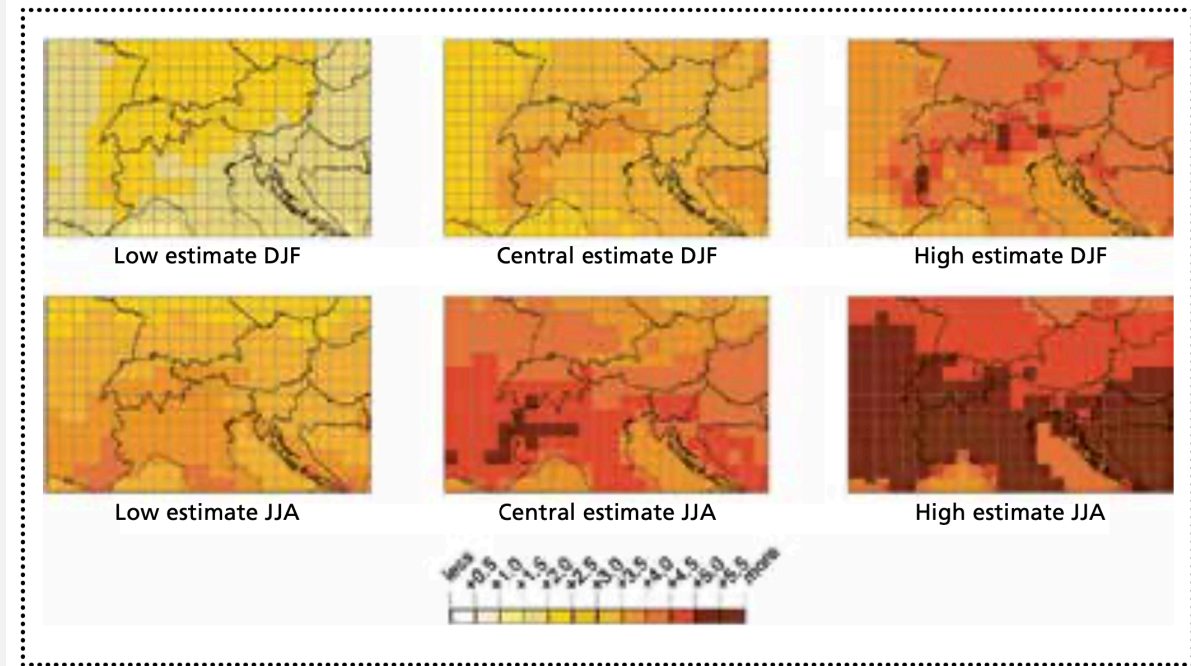 Low estimate DJF
Central estimate DJF
High estimate DJF
Low estimate JJA
Central estimate JJA
High estimate JJA
less +0.5 +1.0 +1.5 +2.0 +2.5 +3.0 +3.5 +4.0 +4.5 +5.0 +5.5 more